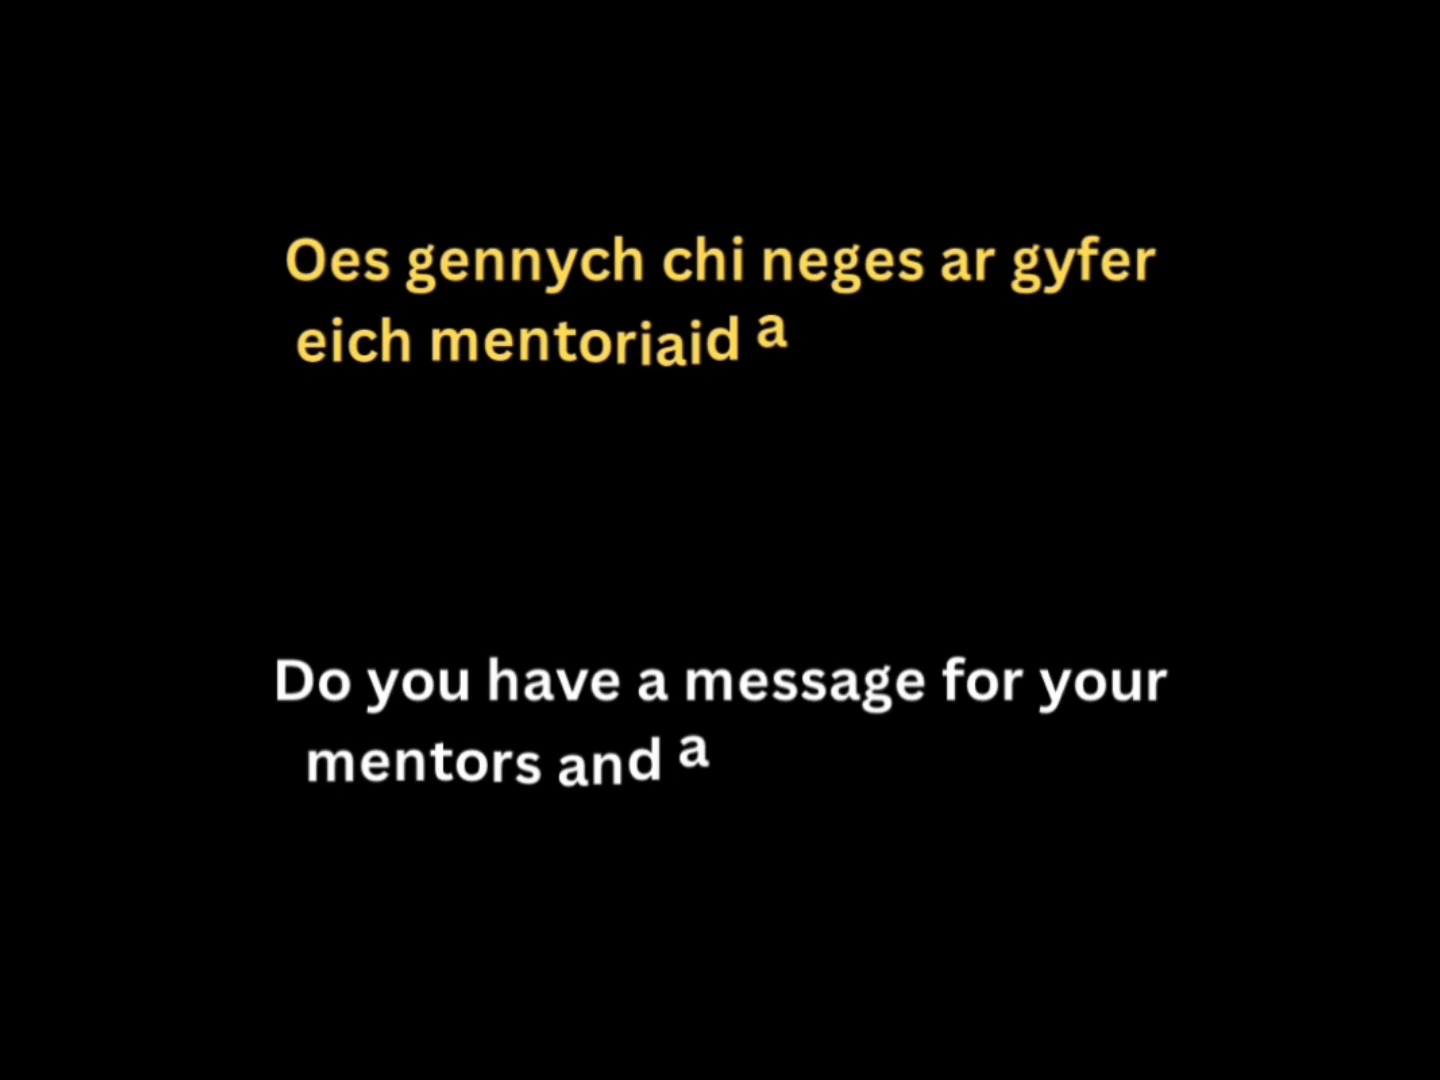 Oes gennych chi neges ar gyfer
eich mentoriaid a
Do you have a message for your
mentors and a